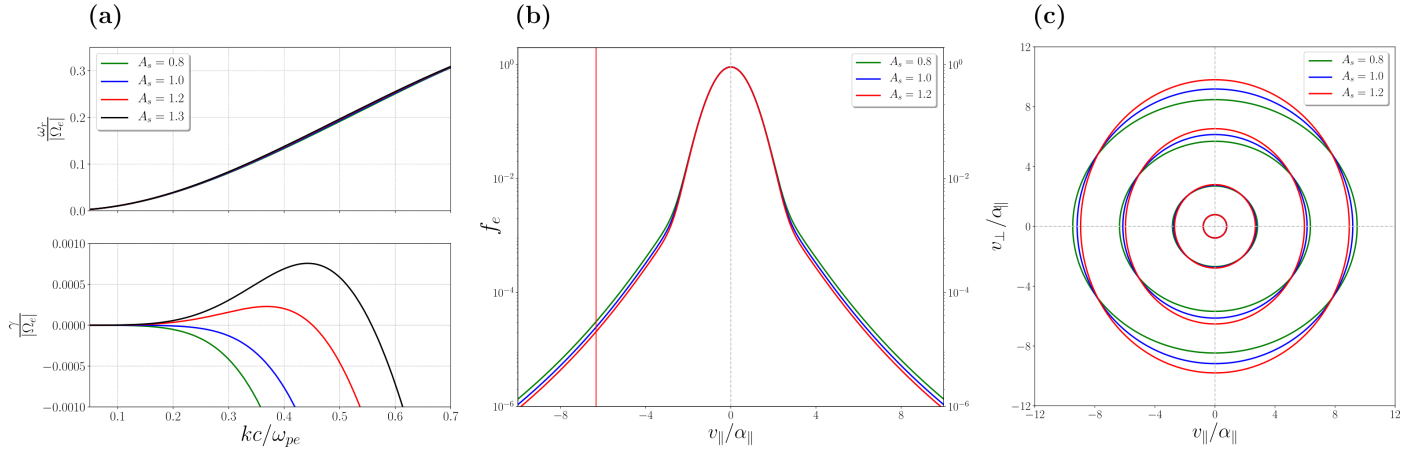 (a)
0.3
0.2
0.1
0.0
ω_r / |Ω_e|
A_s = 0.8
A_s = 1.0
A_s = 1.2
A_s = 1.3
0.0010
0.0005
0.0000
−0.0005
−0.0010
γ / |Ω_e|
0.1 0.2 0.3 0.4 0.5 0.6 0.7
kc/ω_pe
(b)
A_s = 0.8
A_s = 1.0
A_s = 1.2
10^0 10^0
10^−2 10^−2
10^−4 10^−4
10^−6 10^−6
f_e
−8 −4 0 4 8
v_∥/α_∥
(c)
A_s = 0.8
A_s = 1.0
A_s = 1.2
12
8
4
0
−4
−8
−12
v_⊥/α_∥
−12 −8 −4 0 4 8 12
v_∥/α_∥